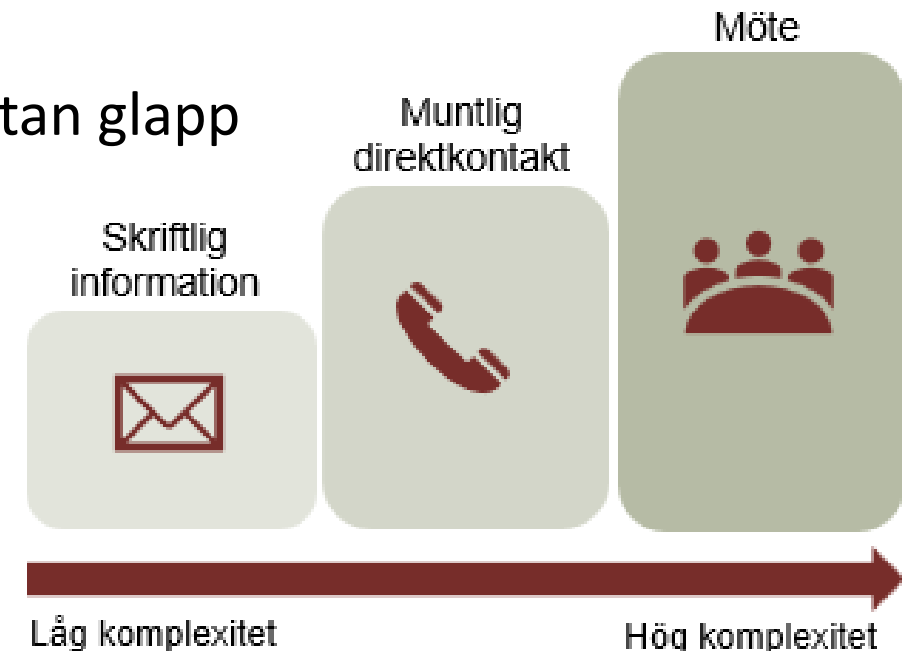 Möte
tan glapp
Muntlig
direktkontakt
Skriftlig
information
Låg komplexitet
Hög komplexitet